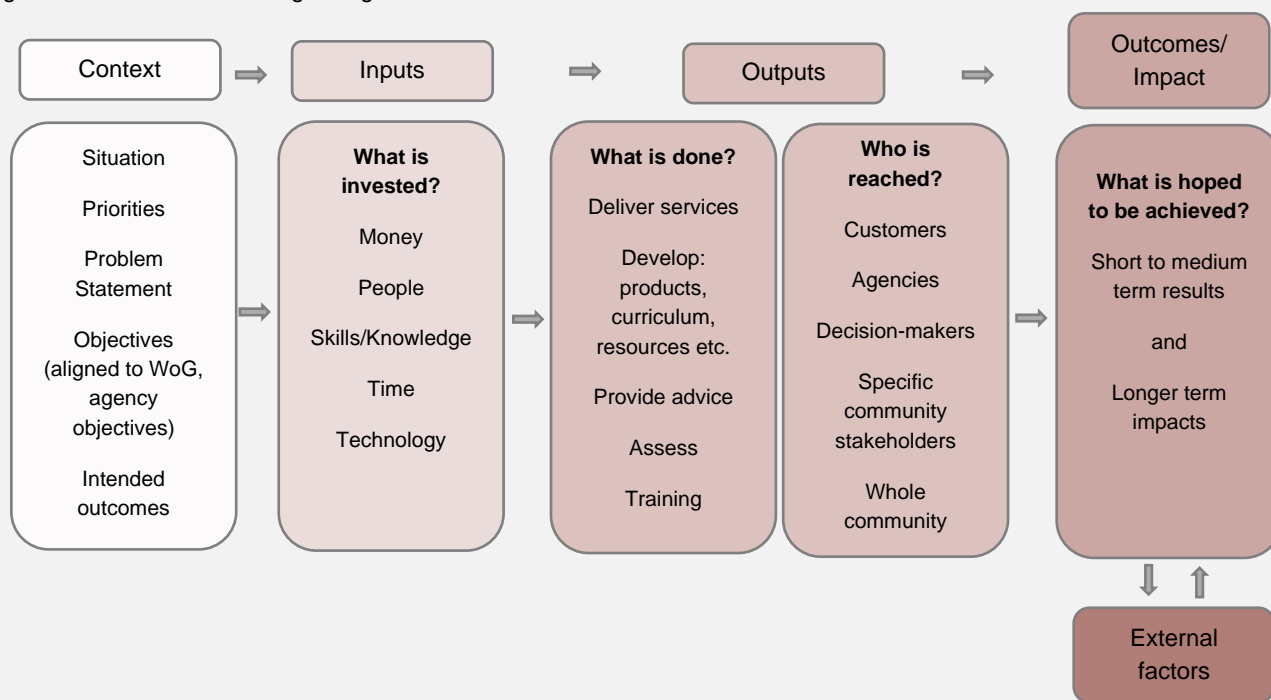 Context
Inputs
Outputs
Outcomes/
Impact
Situation
Priorities
Problem
Statement
Objectives
(aligned to WoG,
agency
objectives)
Intended
outcomes
What is
invested?
Money
People
Skills/Knowledge
Time
Technology
What is done?
Deliver services
Develop:
products,
curriculum,
resources etc.
Provide advice
Assess
Training
Who is
reached?
Customers
Agencies
Decision-makers
Specific
community
stakeholders
Whole
community
What is hoped
to be achieved?
Short to medium
term results
and
Longer term
impacts
External
factors